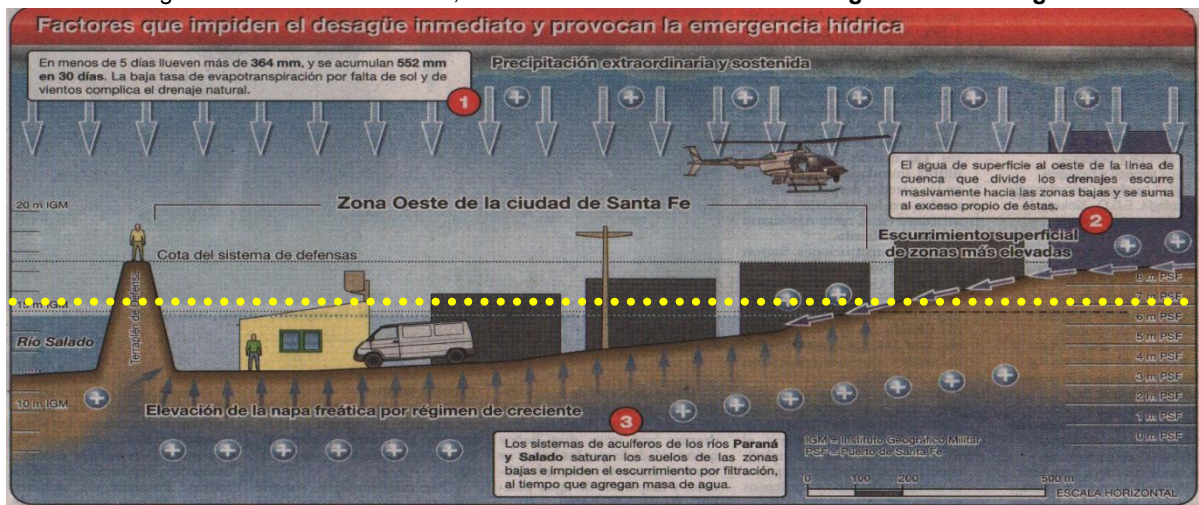 Factores que impiden el desagüe inmediato y provocan la emergencia hídrica
En menos de 5 días llueven más de 364 mm, y se acumulan 552 mm
en 30 días. La baja tasa de evapotranspiración por falta de sol y de
vientos complica el drenaje natural.
1
Precipitación extraordinaria y sostenida
El agua de superficie al oeste de la línea de
cuenca que divide los drenajes escurre
masivamente hacia las zonas bajas y se suma
al exceso propio de éstas.
2
20 m IGM
Zona Oeste de la ciudad de Santa Fe
Escurrimiento superficial
de zonas más elevadas
Cota del sistema de defensas
Terraplén de defensa
15 m IGM
Río Salado
10 m IGM
8 m PSF
7 m PSF
6 m PSF
5 m PSF
4 m PSF
3 m PSF
2 m PSF
1 m PSF
0 m PSF
Elevación de la napa freática por régimen de creciente
3
Los sistemas de acuíferos de los ríos Paraná
y Salado saturan los suelos de las zonas
bajas e impiden el escurrimiento por filtración,
al tiempo que agregan masa de agua.
IGM = Instituto Geográfico Militar
PSF = Puerto de Santa Fe
0 100 200 500 m
ESCALA HORIZONTAL